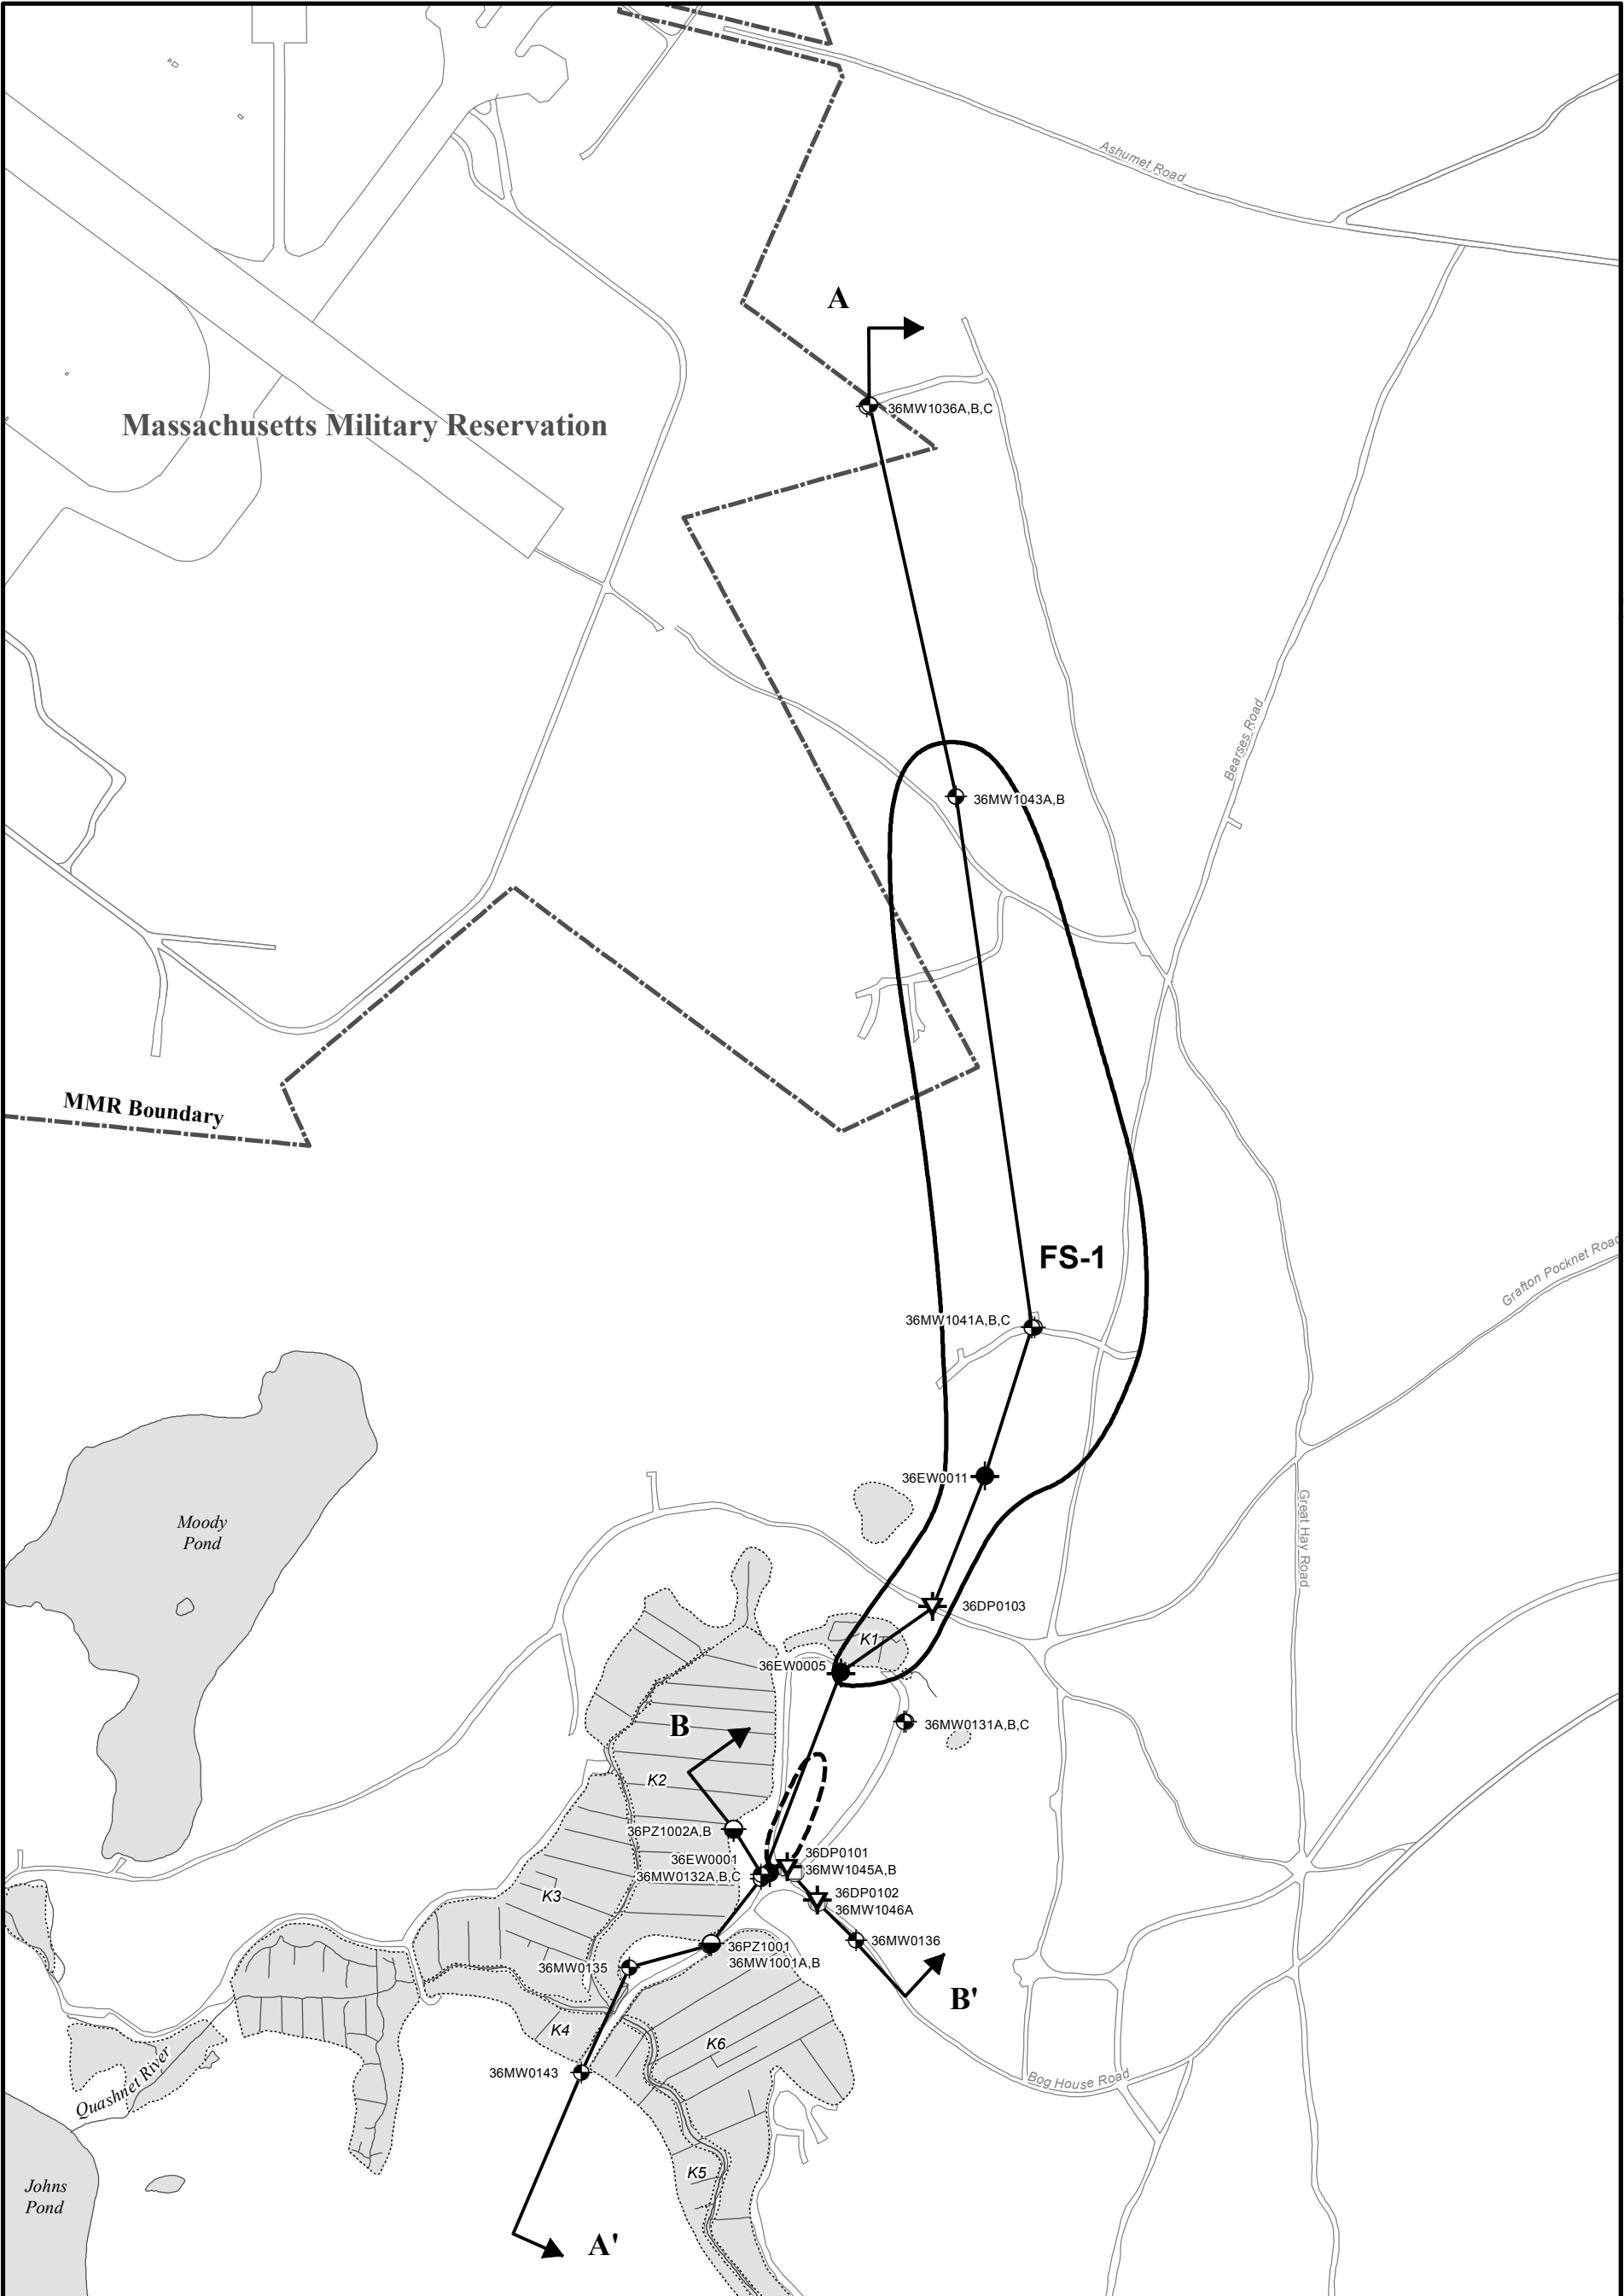 Ashumet Road
A
36MW1036A,B,C
Massachusetts Military Reservation
Bearses Road
36MW1043A,B
MMR Boundary
FS-1
Grafton Pocknet Road
36MW1041A,B,C
36EW0011
Great Hay Road
Moody
Pond
36DP0103
K1
36EW0005
36MW0131A,B,C
B
K2
36PZ1002A,B
36EW0001
36MW0132A,B,C
36DP0101
36MW1045A,B
K3
36DP0102
36MW1046A
36MW0136
36PZ1001
36MW1001A,B
36MW0135
B'
K4
K6
36MW0143
Bog House Road
Quashnet River
K5
Johns
Pond
A'